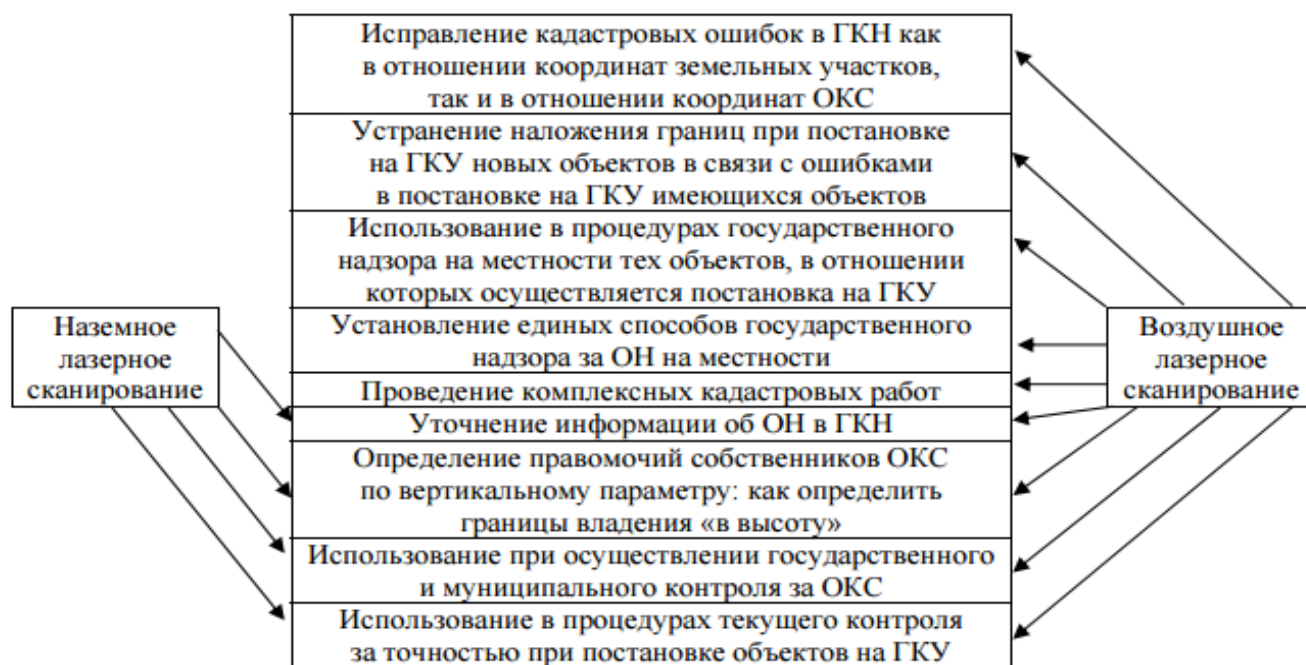 Исправление кадастровых ошибок в ГКН как
в отношении координат земельных участков,
так и в отношении координат ОКС
Устранение наложения границ при постановке
на ГКУ новых объектов в связи с ошибками
в постановке на ГКУ имеющихся объектов
Использование в процедурах государственного
надзора на местности тех объектов, в отношении
которых осуществляется постановка на ГКУ
Установление единых способов государственного
надзора за ОН на местности
Проведение комплексных кадастровых работ
Уточнение информации об ОН в ГКН
Определение правомочий собственников ОКС
по вертикальному параметру: как определить
границы владения «в высоту»
Использование при осуществлении государственного
и муниципального контроля за ОКС
Использование в процедурах текущего контроля
за точностью при постановке объектов на ГКУ
Наземное
лазерное
сканирование
Воздушное
лазерное
сканирование